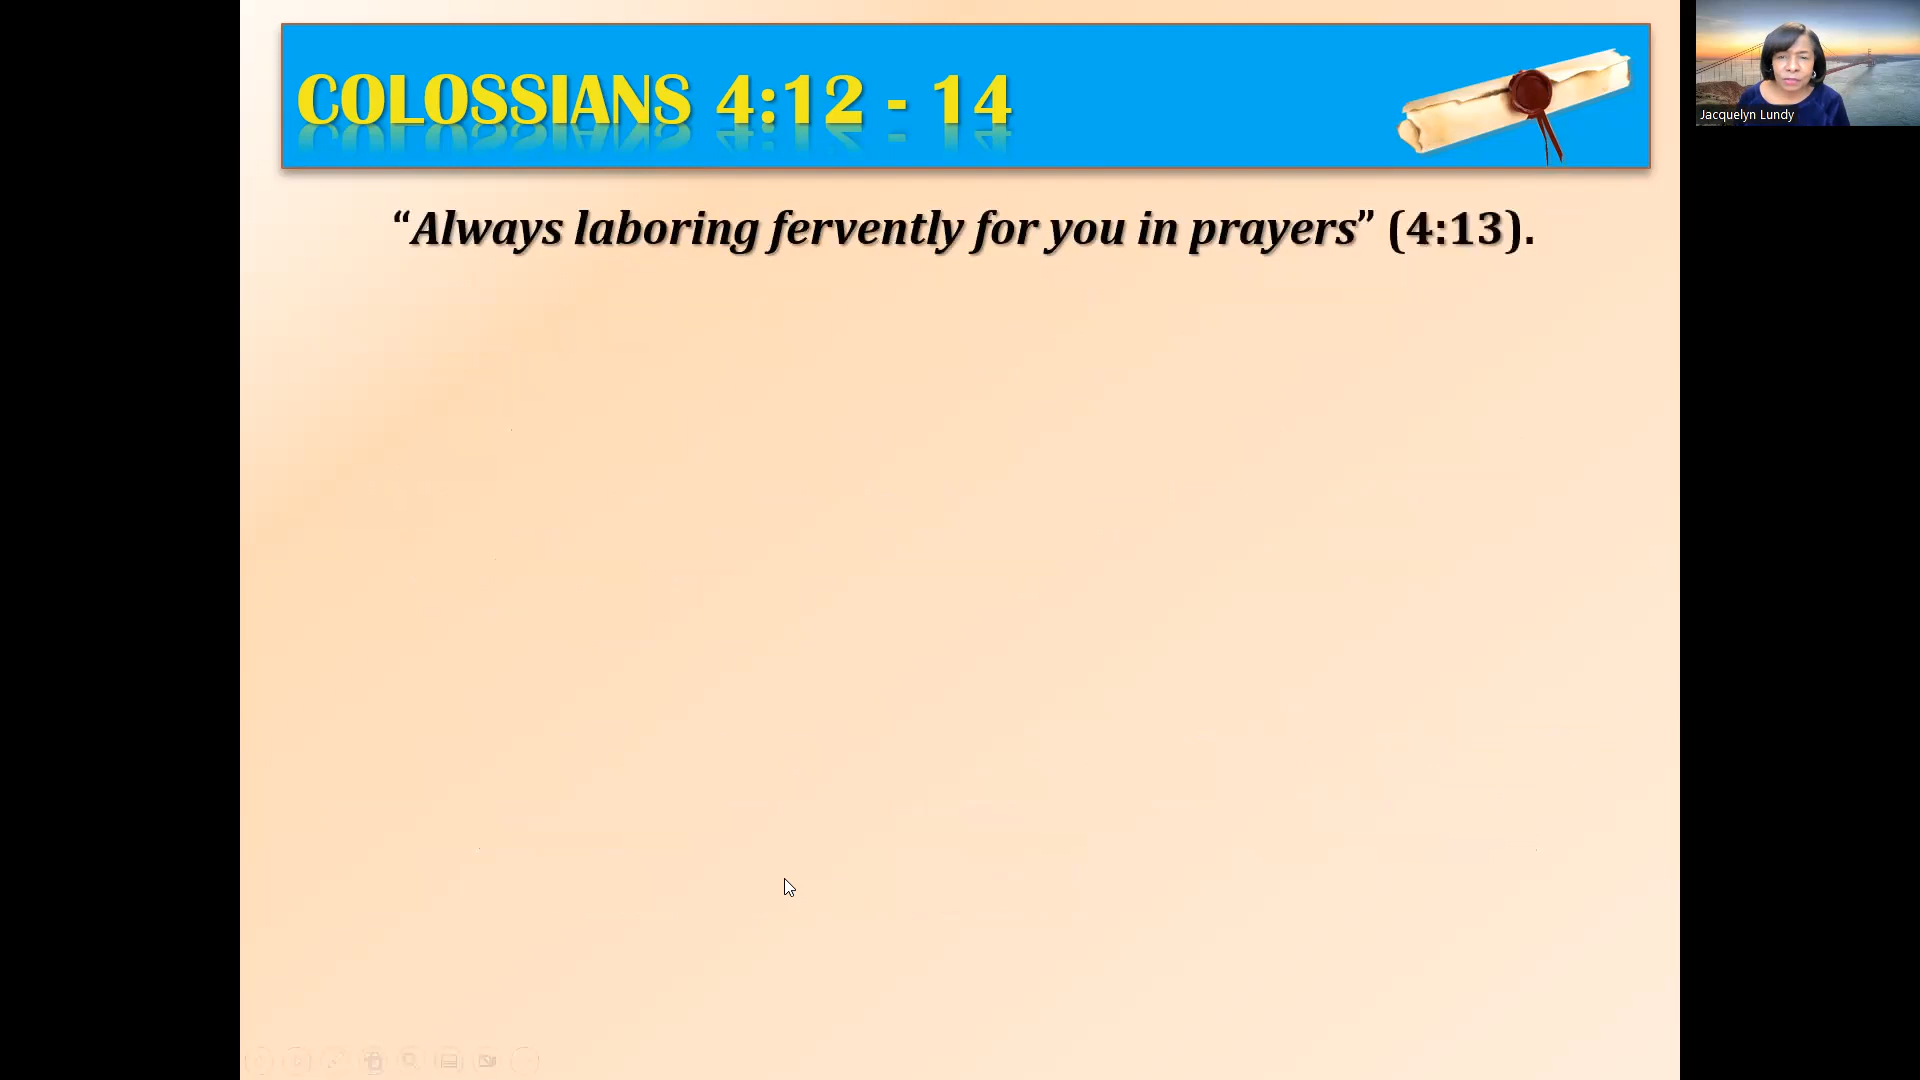 COLOSSIANS 4:12 - 14
“Always laboring fervently for you in prayers” (4:13).
Jacquelyn Lundy